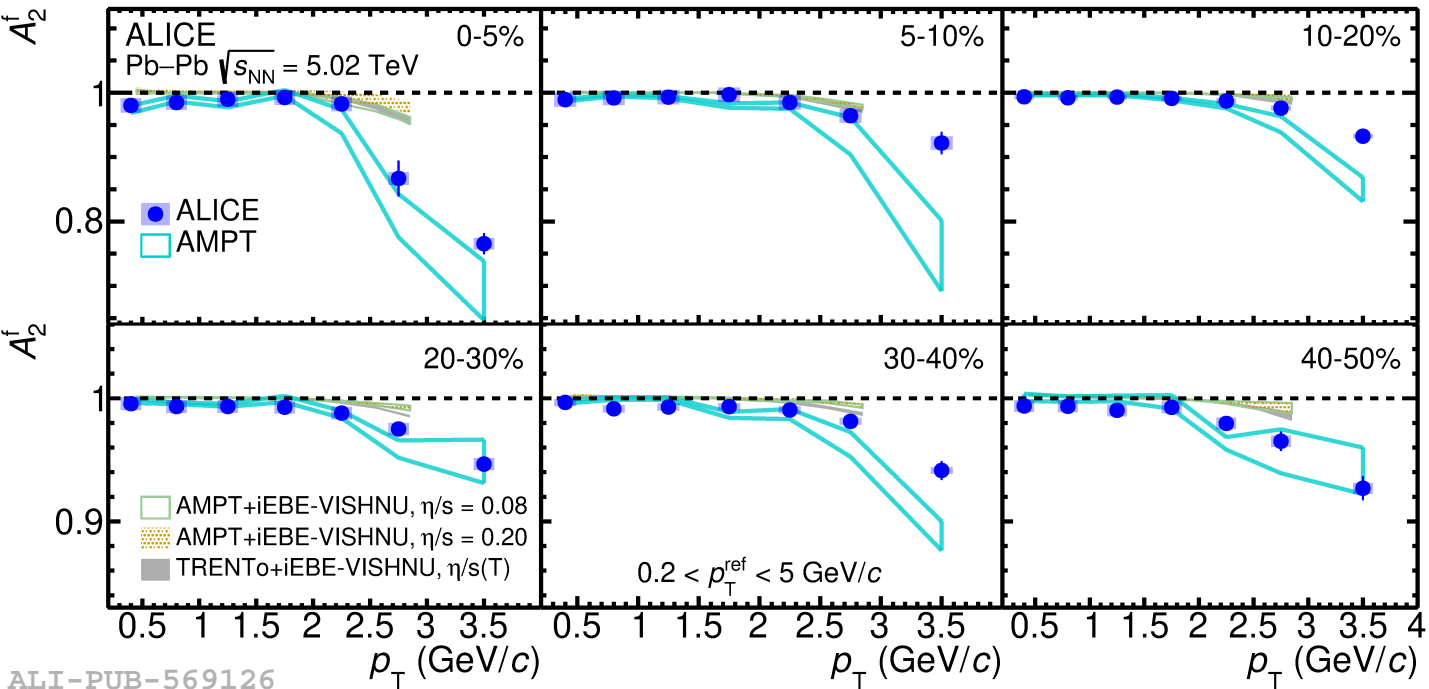 A₂ᶠ
ALICE
0-5%
Pb–Pb √sNN = 5.02 TeV
5-10%
10-20%
1
0.8
ALICE
AMPT
A₂ᶠ
20-30%
30-40%
40-50%
1
0.9
AMPT+iEBE-VISHNU, η/s = 0.08
AMPT+iEBE-VISHNU, η/s = 0.20
TRENTo+iEBE-VISHNU, η/s(T)
0.2 < pTref < 5 GeV/c
0.5 1 1.5 2 2.5 3 3.5
0.5 1 1.5 2 2.5 3 3.5
0.5 1 1.5 2 2.5 3 3.5 4
pT (GeV/c)
pT (GeV/c)
pT (GeV/c)
ALI-PUB-569126